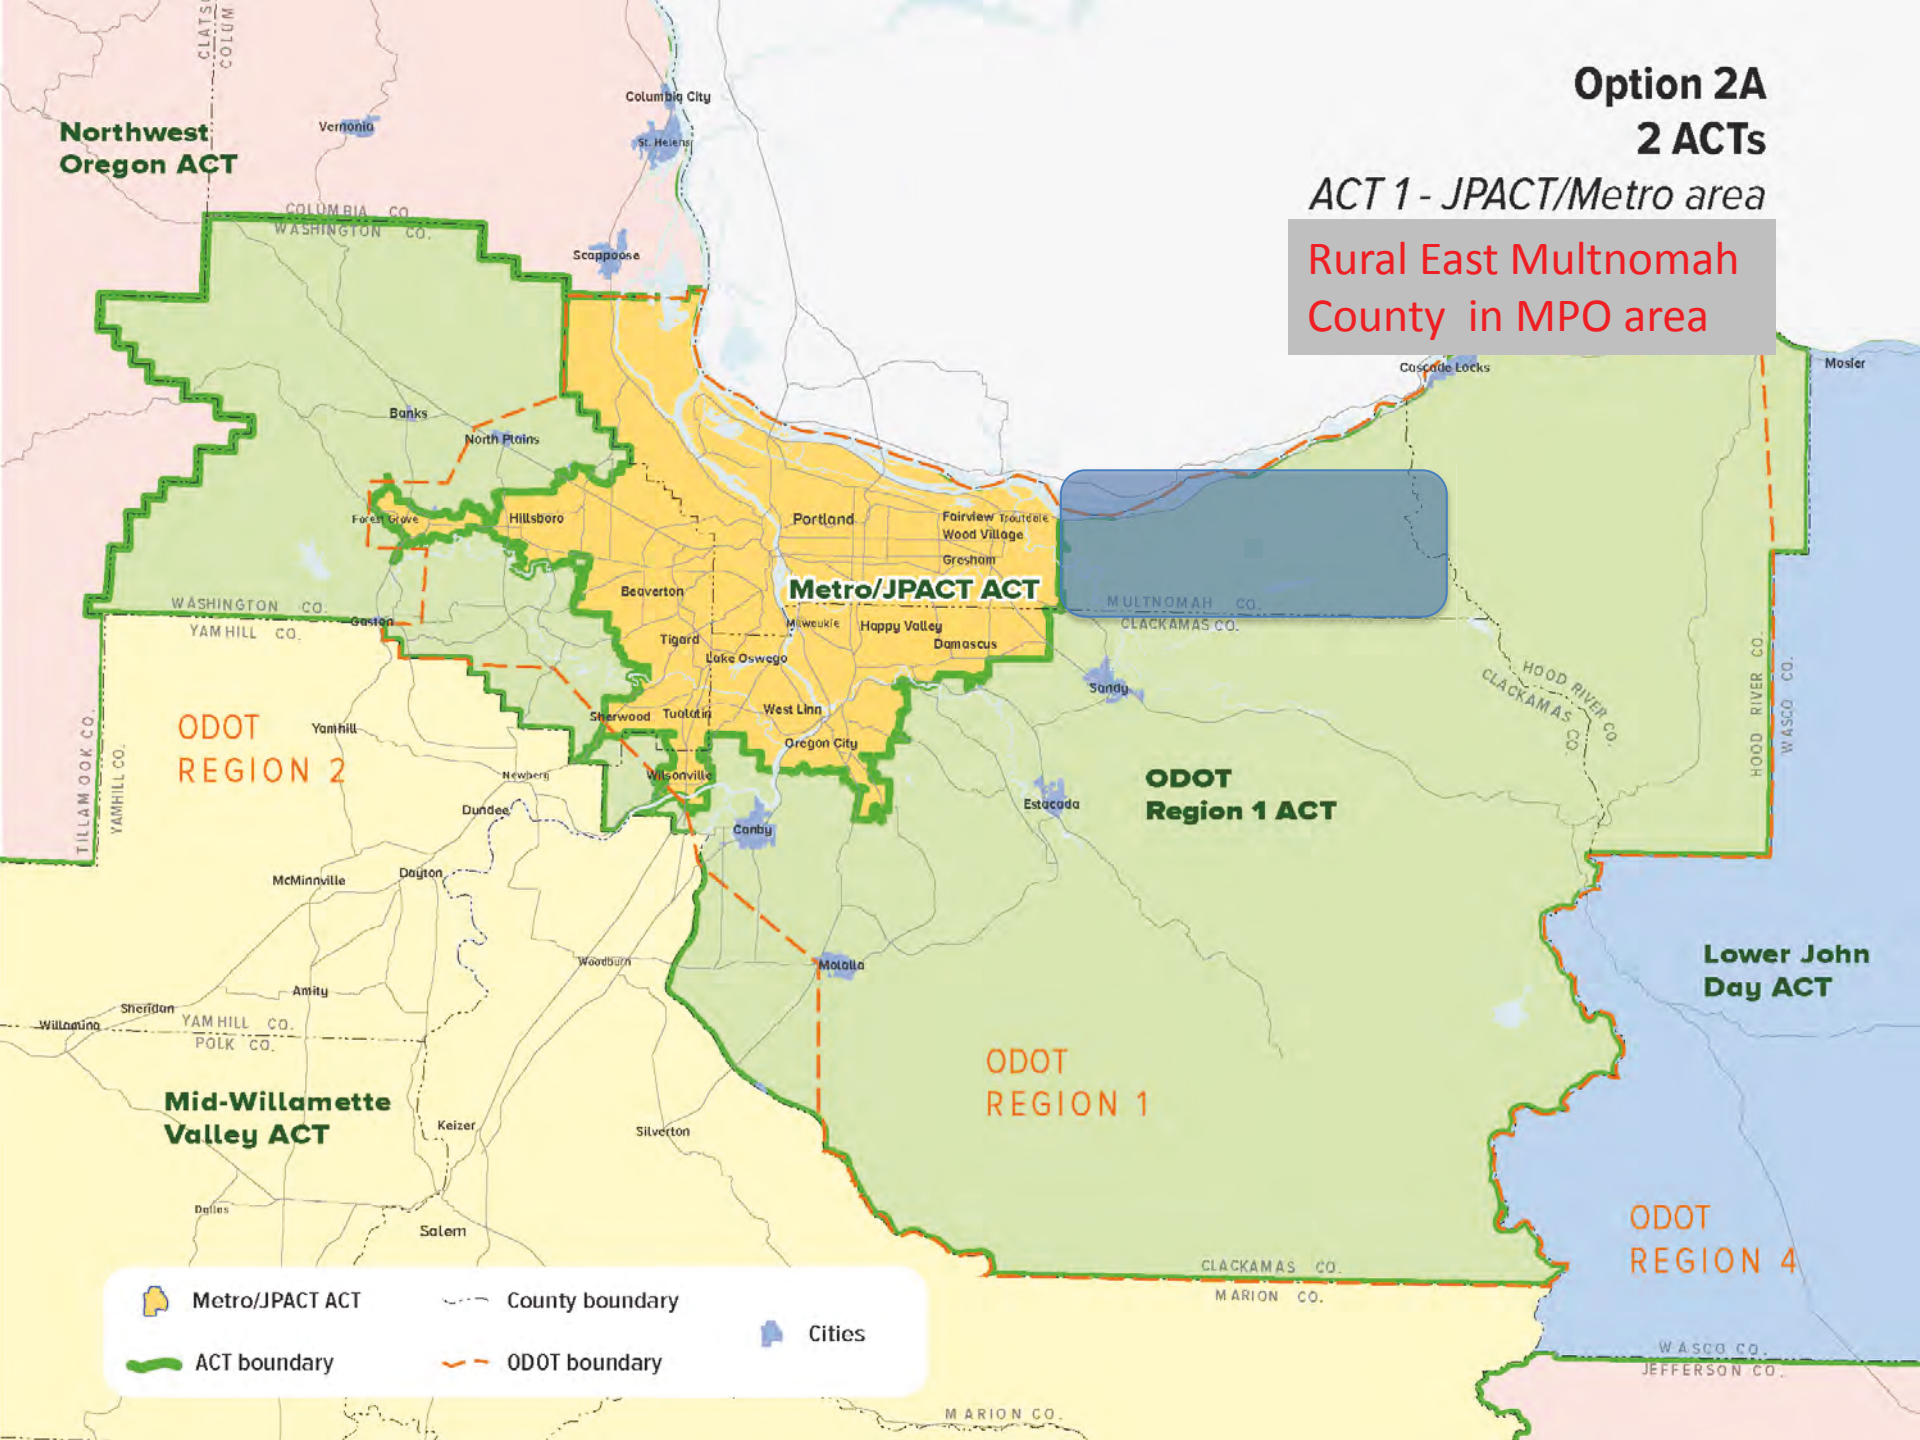 CLATSO
COLUM
Option 2A
2 ACTs
ACT 1 - JPACT/Metro area
Rural East Multnomah
County in MPO area
Northwest
Oregon ACT
Vernonia
Columbia City
St. Helens
COLUMBIA CO.
WASHINGTON CO.
Scappoose
Cascade Locks
Mosier
Banks
North Plains
Forest Grove
Hillsboro
Portland
Fairview Troutdale
Wood Village
Gresham
Beaverton
Metro/JPACT ACT
WASHINGTON CO.
YAMHILL CO.
Gaston
Milwaukie
Happy Valley
Damascus
Tigard
Lake Oswego
MULTNOMAH CO.
CLACKAMAS CO.
Sandy
HOOD RIVER CO.
CLACKAMAS CO.
HOOD RIVER CO.
WASCO CO.
TILLAMOOK CO.
YAMHILL CO.
ODOT
REGION 2
Yamhill
Sherwood
Tualatin
West Linn
Oregon City
Newberg
Wilsonville
Dundee
Canby
Estacada
ODOT
Region 1 ACT
McMinnville
Dayton
Woodburn
Molalla
Lower John
Day ACT
Amity
Sheridan
Willamina
YAMHILL CO.
POLK CO.
ODOT
REGION 1
Mid-Willamette
Valley ACT
Keizer
Silverton
Dallas
Salem
ODOT
REGION 4
CLACKAMAS CO.
MARION CO.
Metro/JPACT ACT
County boundary
Cities
ACT boundary
ODOT boundary
WASCO CO.
JEFFERSON CO.
MARION CO.